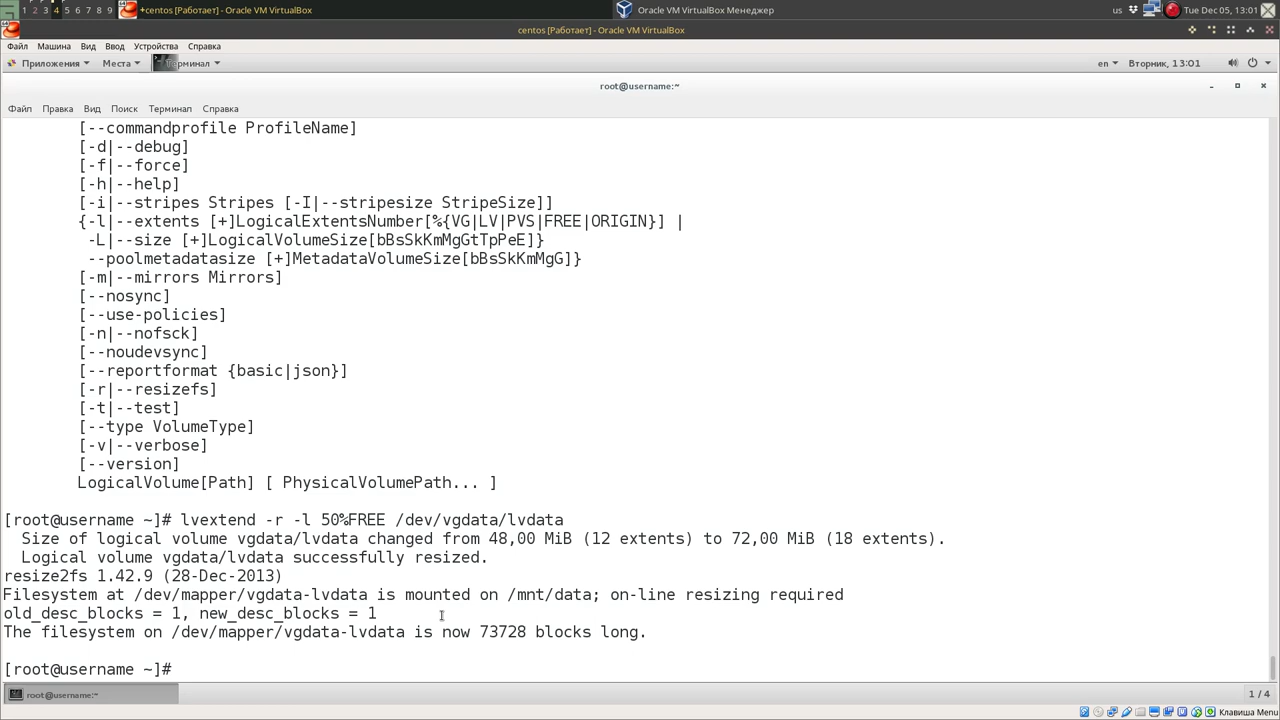 1 2 3 4 5 6 7 8 9 *centos [Работает] - Oracle VM VirtualBox Oracle VM VirtualBox Менеджер us Tue Dec 05, 13:01
centos [Работает] - Oracle VM VirtualBox
Файл Машина Вид Ввод Устройства Справка
Приложения Места Терминал en Вторник, 13:01
root@username:~
Файл Правка Вид Поиск Терминал Справка
[--commandprofile ProfileName]
[-d|--debug]
[-f|--force]
[-h|--help]
[-i|--stripes Stripes [-I|--stripesize StripeSize]]
{-l|--extents [+]LogicalExtentsNumber[%{VG|LV|PVS|FREE|ORIGIN}] |
-L|--size [+]LogicalVolumeSize[bBsSkKmMgGtTpPeE]}
--poolmetadatasize [+]MetadataVolumeSize[bBsSkKmMgG]}
[-m|--mirrors Mirrors]
[--nosync]
[--use-policies]
[-n|--nofsck]
[--noudevsync]
[--reportformat {basic|json}]
[-r|--resizefs]
[-t|--test]
[--type VolumeType]
[-v|--verbose]
[--version]
LogicalVolume[Path] [ PhysicalVolumePath... ]
[root@username ~]# lvextend -r -l 50%FREE /dev/vgdata/lvdata
Size of logical volume vgdata/lvdata changed from 48,00 MiB (12 extents) to 72,00 MiB (18 extents).
Logical volume vgdata/lvdata successfully resized.
resize2fs 1.42.9 (28-Dec-2013)
Filesystem at /dev/mapper/vgdata-lvdata is mounted on /mnt/data; on-line resizing required
old_desc_blocks = 1, new_desc_blocks = 1
The filesystem on /dev/mapper/vgdata-lvdata is now 73728 blocks long.
[root@username ~]#
root@username:~ 1 / 4
Клавиша Menu